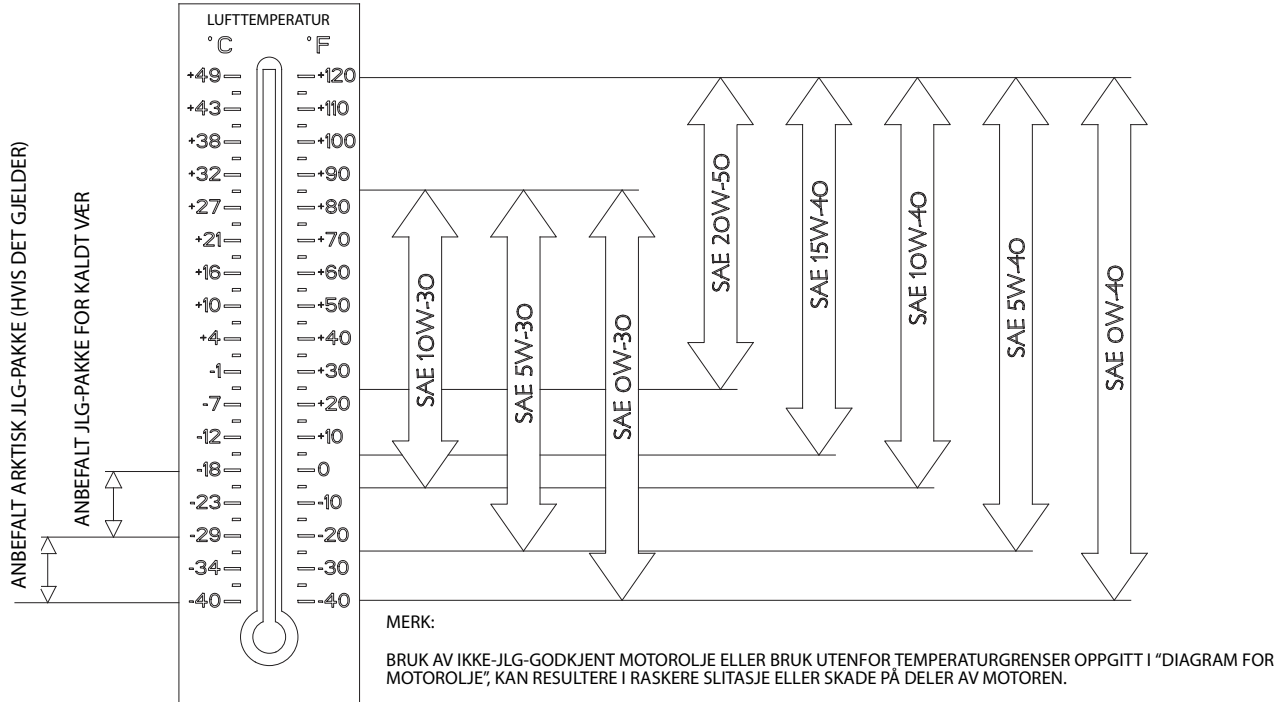 LUFTTEMPERATUR
°C °F
+49 +120
+43 +110
+38 +100
+32 +90
+27 +80
+21 +70
+16 +60
+10 +50
+4 +40
-1 +30
-7 +20
-12 +10
-18 0
-23 -10
-29 -20
-34 -30
-40 -40
ANBEFALT ARKTISK JLG-PAKKE (HVIS DET GJELDER)
ANBEFALT JLG-PAKKE FOR KALDT VÆR
SAE 10W-30
SAE 5W-30
SAE 0W-30
SAE 20W-50
SAE 15W-40
SAE 10W-40
SAE 5W-40
SAE 0W-40
MERK:
BRUK AV IKKE-JLG-GODKJENT MOTOROLJE ELLER BRUK UTENFOR TEMPERATURGRENSER OPPGITT I “DIAGRAM FOR
MOTOROLJE”, KAN RESULTERE I RASKERE SLITASJE ELLER SKADE PÅ DELER AV MOTOREN.